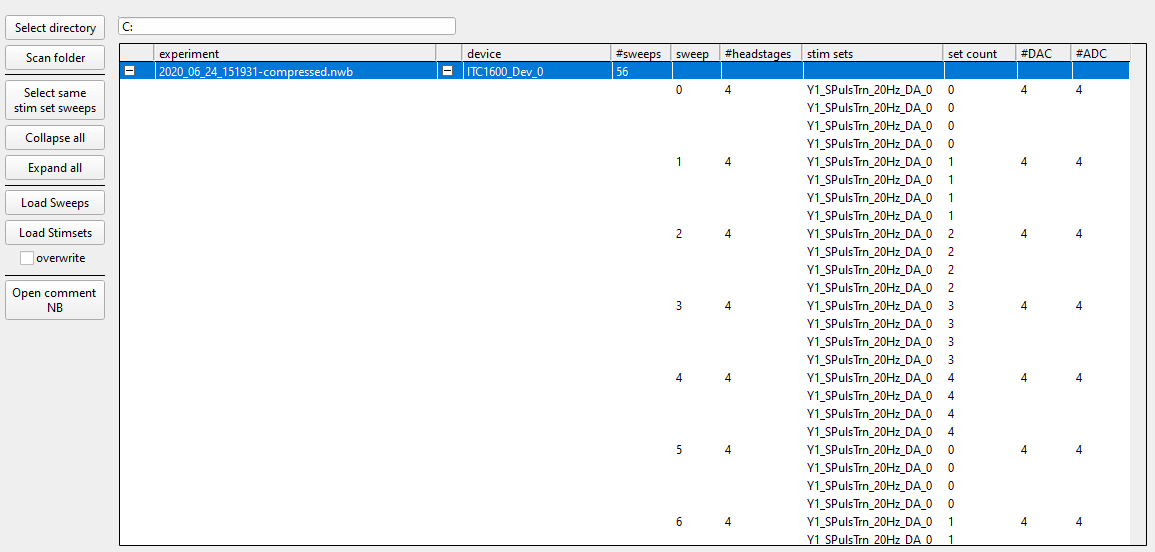 Select directory
C:
Scan folder
Select same
stim set sweeps
Collapse all
Expand all
Load Sweeps
Load Stimsets
overwrite
Open comment
NB
experiment device #sweeps sweep #headstages stim sets set count #DAC #ADC
2020_06_24_151931-compressed.nwb ITC1600_Dev_0 56
0 4 Y1_SPulsTrn_20Hz_DA_0 0 4 4
Y1_SPulsTrn_20Hz_DA_0 0
Y1_SPulsTrn_20Hz_DA_0 0
Y1_SPulsTrn_20Hz_DA_0 0
1 4 Y1_SPulsTrn_20Hz_DA_0 1 4 4
Y1_SPulsTrn_20Hz_DA_0 1
Y1_SPulsTrn_20Hz_DA_0 1
Y1_SPulsTrn_20Hz_DA_0 1
2 4 Y1_SPulsTrn_20Hz_DA_0 2 4 4
Y1_SPulsTrn_20Hz_DA_0 2
Y1_SPulsTrn_20Hz_DA_0 2
Y1_SPulsTrn_20Hz_DA_0 2
3 4 Y1_SPulsTrn_20Hz_DA_0 3 4 4
Y1_SPulsTrn_20Hz_DA_0 3
Y1_SPulsTrn_20Hz_DA_0 3
Y1_SPulsTrn_20Hz_DA_0 3
4 4 Y1_SPulsTrn_20Hz_DA_0 4 4 4
Y1_SPulsTrn_20Hz_DA_0 4
Y1_SPulsTrn_20Hz_DA_0 4
Y1_SPulsTrn_20Hz_DA_0 4
5 4 Y1_SPulsTrn_20Hz_DA_0 0 4 4
Y1_SPulsTrn_20Hz_DA_0 0
Y1_SPulsTrn_20Hz_DA_0 0
Y1_SPulsTrn_20Hz_DA_0 0
6 4 Y1_SPulsTrn_20Hz_DA_0 1 4 4
Y1_SPulsTrn_20Hz_DA_0 1